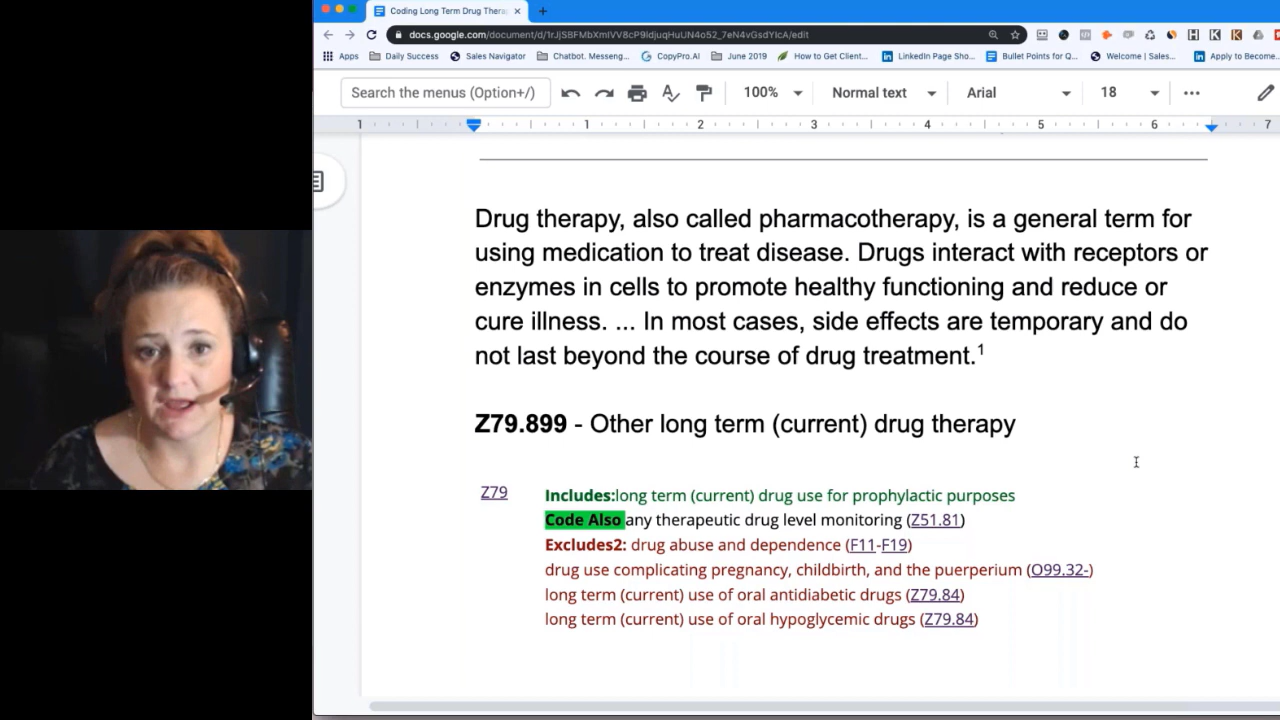 Coding Long Term Drug Thera
docs.google.com/document/d/
Apps Daily Success Sales Navigator Chatbot. Messeng... CopyPro.AI June 2019 How to Get Client... LinkedIn Page Sho... Bullet Points for Q... Welcome | Sales... Apply to Become...
Search the menus (Option+/) 100% Normal text Arial 18
1 1 2 3 4 5 6 7
Drug therapy, also called pharmacotherapy, is a general term for
using medication to treat disease. Drugs interact with receptors or
enzymes in cells to promote healthy functioning and reduce or
cure illness. ... In most cases, side effects are temporary and do
not last beyond the course of drug treatment.1
Z79.899 - Other long term (current) drug therapy
Z79 Includes:long term (current) drug use for prophylactic purposes
Code Also any therapeutic drug level monitoring (Z51.81)
Excludes2: drug abuse and dependence (F11-F19)
drug use complicating pregnancy, childbirth, and the puerperium (O99.32-)
long term (current) use of oral antidiabetic drugs (Z79.84)
long term (current) use of oral hypoglycemic drugs (Z79.84)